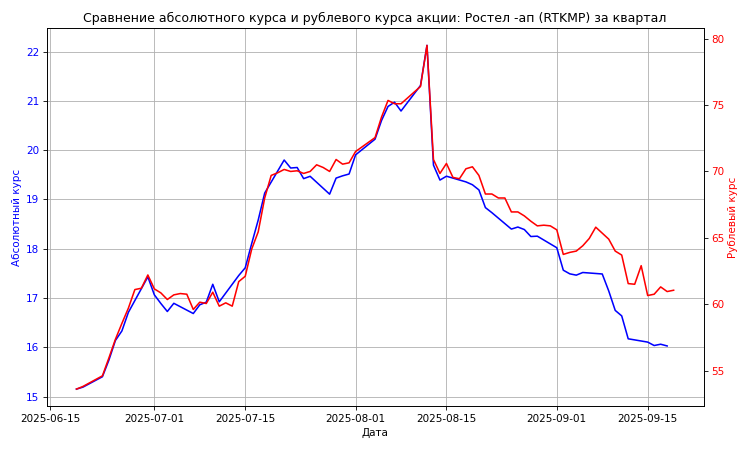 Сравнение абсолютного курса и рублевого курса акции: Ростел -ап (RTKMP) за квартал
22
21
20
19
18
17
16
15
Абсолютный курс
80
75
70
65
60
55
Рублевый курс
2025-06-15 2025-07-01 2025-07-15 2025-08-01 2025-08-15 2025-09-01 2025-09-15
Дата